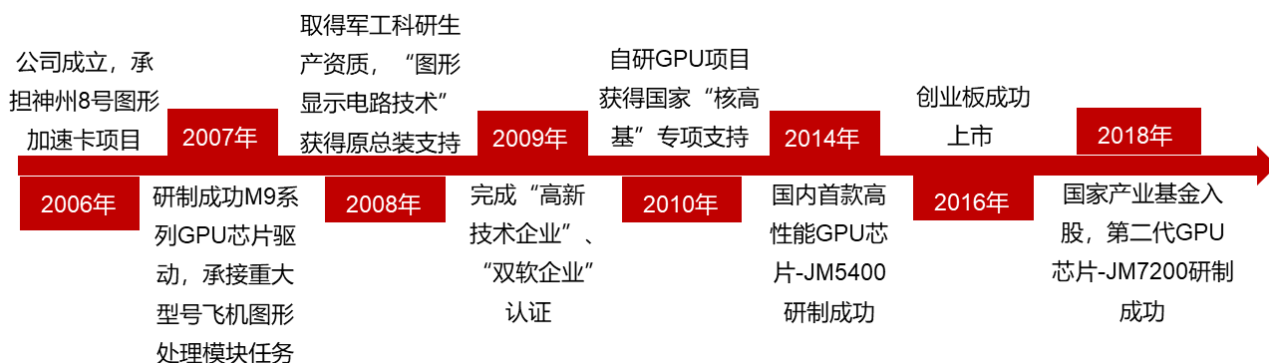 公司成立，承
担神州8号图形
加速卡项目
2006年
2007年
研制成功M9系
列GPU芯片驱
动，承接重大
型号飞机图形
处理模块任务
取得军工科研生
产资质，“图形
显示电路技术”
获得原总装支持
2008年
2009年
完成“高新
技术企业”、
“双软企业”
认证
自研GPU项目
获得国家“核高
基”专项支持
2010年
2014年
国内首款高
性能GPU芯
片-JM5400
研制成功
创业板成功
上市
2016年
2018年
国家产业基金入
股，第二代GPU
芯片-JM7200研制
成功